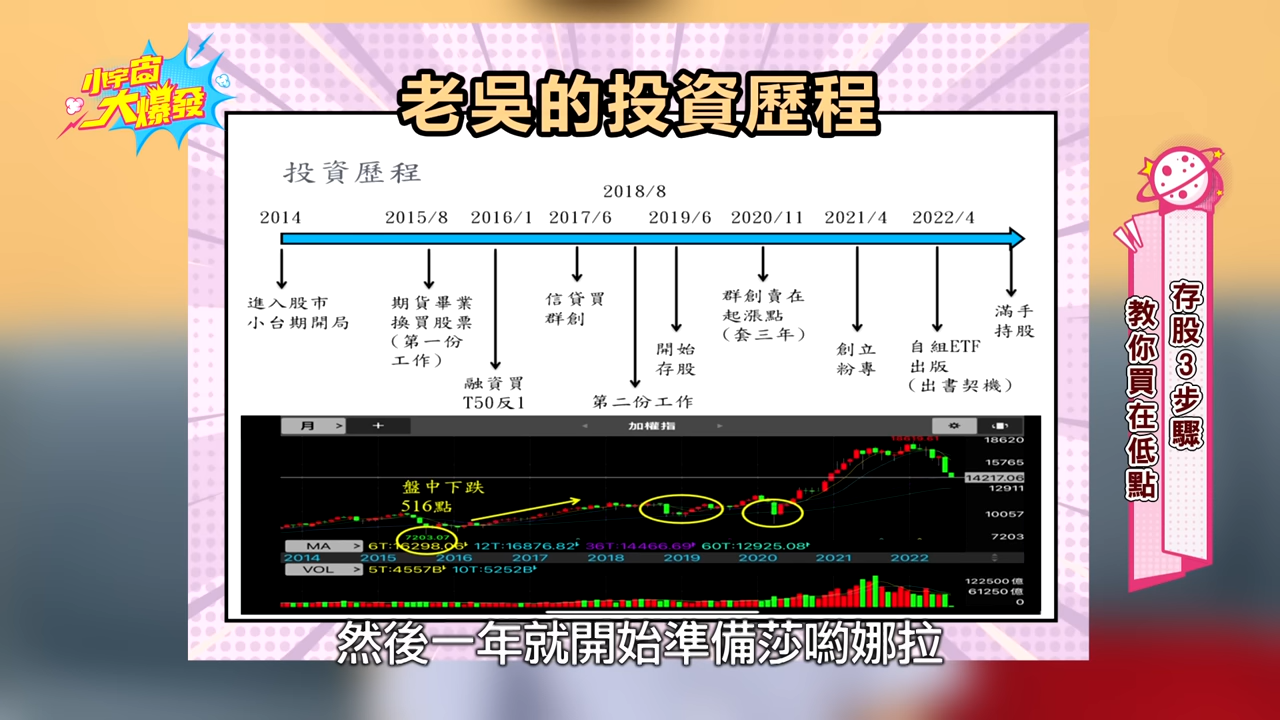 小宇宙
大爆發
老吳的投資歷程
投資歷程
2018/8
2014
2015/8
2016/1
2017/6
2019/6
2020/11
2021/4
2022/4
進入股市
小台期開局
期貨畢業
換買股票
(第一份
工作)
融資買
T50反1
信貸買
群創
第二份工作
開始
存股
群創賣在
起漲點
(套三年)
創立
粉專
自組ETF
出版
(出書契機)
滿手
持股
月 >
+
加權指
18619.61
18620
15765
14217.06
12911
10057
7203
盤中下跌
516點
7203.07
MA >
6T:16298.06
12T:16876.82
36T:14466.69
60T:12925.08
2014 2015 2016 2017 2018 2019 2020 2021 2022
VOL >
5T:4557B
10T:5252B
122500億
61250億
0
然後一年就開始準備莎喲娜拉
存股3步驟
教你買在低點